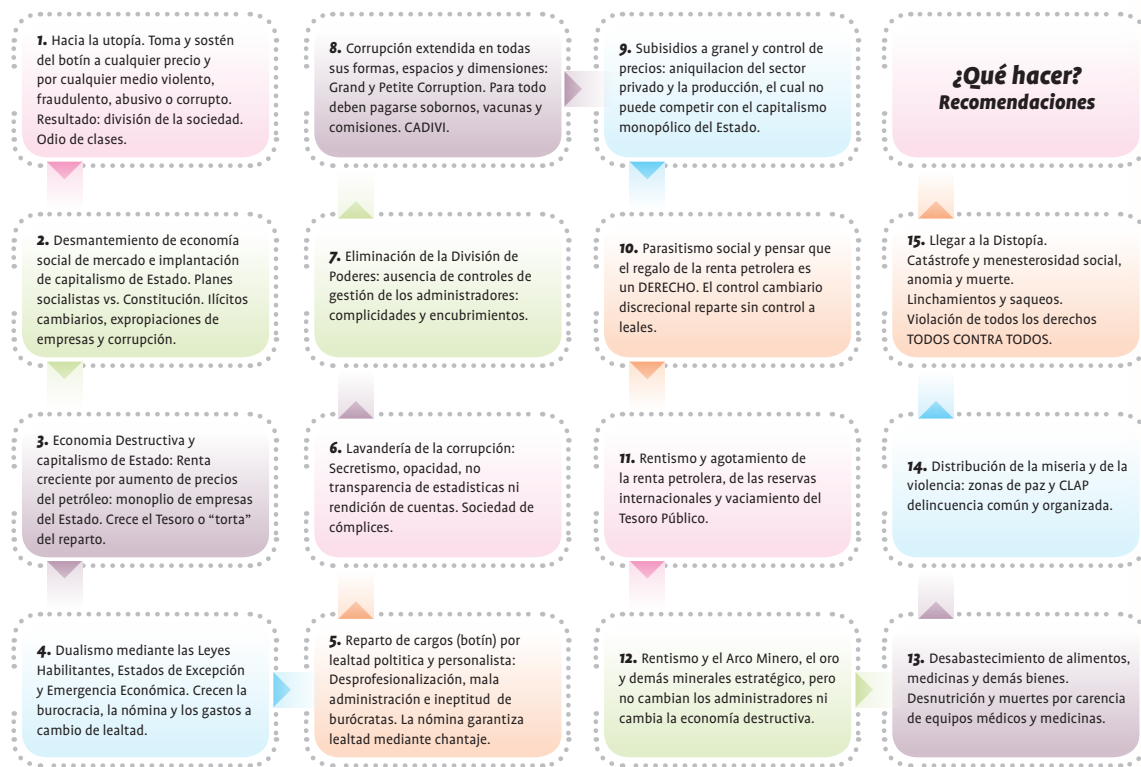 1. Hacia la utopía. Toma y sostén
del botín a cualquier precio y
por cualquier medio violento,
fraudulento, abusivo o corrupto.
Resultado: división de la sociedad.
Odio de clases.
2. Desmantemiento de economía
social de mercado e implantación
de capitalismo de Estado. Planes
socialistas vs. Constitución. Ilícitos
cambiarios, expropiaciones de
empresas y corrupción.
3. Economia Destructiva y
capitalismo de Estado: Renta
creciente por aumento de precios
del petróleo: monoplio de empresas
del Estado. Crece el Tesoro o “torta”
del reparto.
4. Dualismo mediante las Leyes
Habilitantes, Estados de Excepción
y Emergencia Económica. Crecen la
burocracia, la nómina y los gastos a
cambio de lealtad.
5. Reparto de cargos (botín) por
lealtad poltitica y personalista:
Desprofesionalización, mala
administración e ineptitud de
burócratas. La nómina garantiza
lealtad mediante chantaje.
6. Lavandería de la corrupción:
Secretismo, opacidad, no
transparencia de estadisticas ni
rendición de cuentas. Sociedad de
cómplices.
7. Eliminación de la División de
Poderes: ausencia de controles de
gestión de los administradores:
complicidades y encubrimientos.
8. Corrupción extendida en todas
sus formas, espacios y dimensiones:
Grand y Petite Corruption. Para todo
deben pagarse sobornos, vacunas y
comisiones. CADIVI.
9. Subisidios a granel y control de
precios: aniquilacion del sector
privado y la producción, el cual no
puede competir con el capitalismo
monopólico del Estado.
10. Parasitismo social y pensar que
el regalo de la renta petrolera es
un DERECHO. El control cambiario
discrecional reparte sin control a
leales.
11. Rentismo y agotamiento de
la renta petrolera, de las reservas
internacionales y vaciamiento del
Tesoro Público.
12. Rentismo y el Arco Minero, el oro
y demás minerales estratégico, pero
no cambian los administradores ni
cambia la economía destructiva.
13. Desabastecimiento de alimentos,
medicinas y demás bienes.
Desnutrición y muertes por carencia
de equipos médicos y medicinas.
14. Distribución de la miseria y de la
violencia: zonas de paz y CLAP
delincuencia común y organizada.
15. Llegar a la Distopía.
Catástrofe y menesterosidad social,
anomia y muerte.
Linchamientos y saqueos.
Violación de todos los derechos
TODOS CONTRA TODOS.
¿Qué hacer?
Recomendaciones